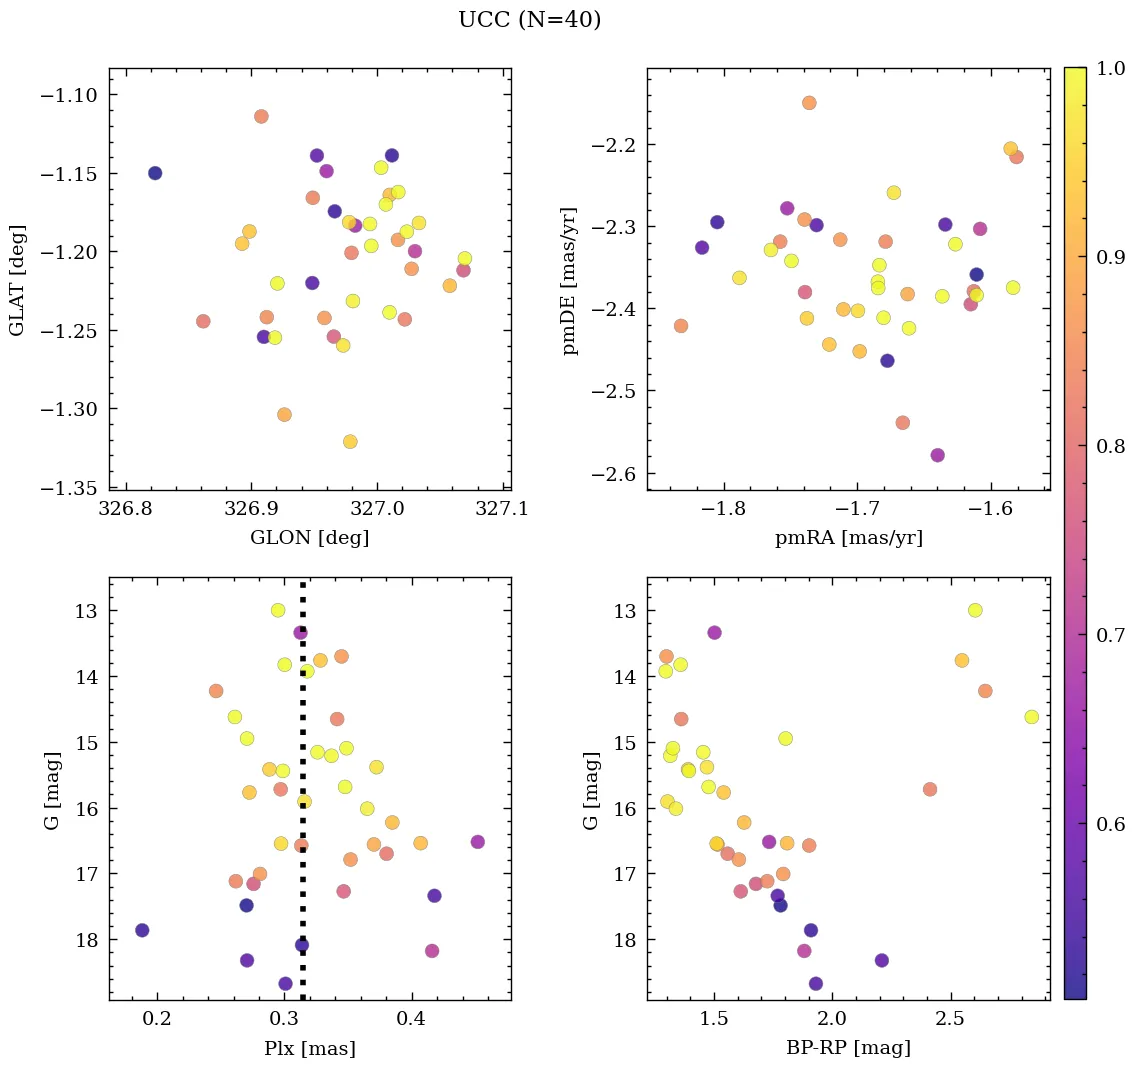 UCC (N=40)
−1.10
−1.15
−1.20
−1.25
−1.30
−1.35
GLAT [deg]
326.8 326.9 327.0 327.1
GLON [deg]
−2.2
−2.3
−2.4
−2.5
−2.6
pmDE [mas/yr]
−1.8 −1.7 −1.6
pmRA [mas/yr]
13
14
15
16
17
18
G [mag]
0.2 0.3 0.4
Plx [mas]
13
14
15
16
17
18
G [mag]
1.5 2.0 2.5
BP-RP [mag]
1.0
0.9
0.8
0.7
0.6